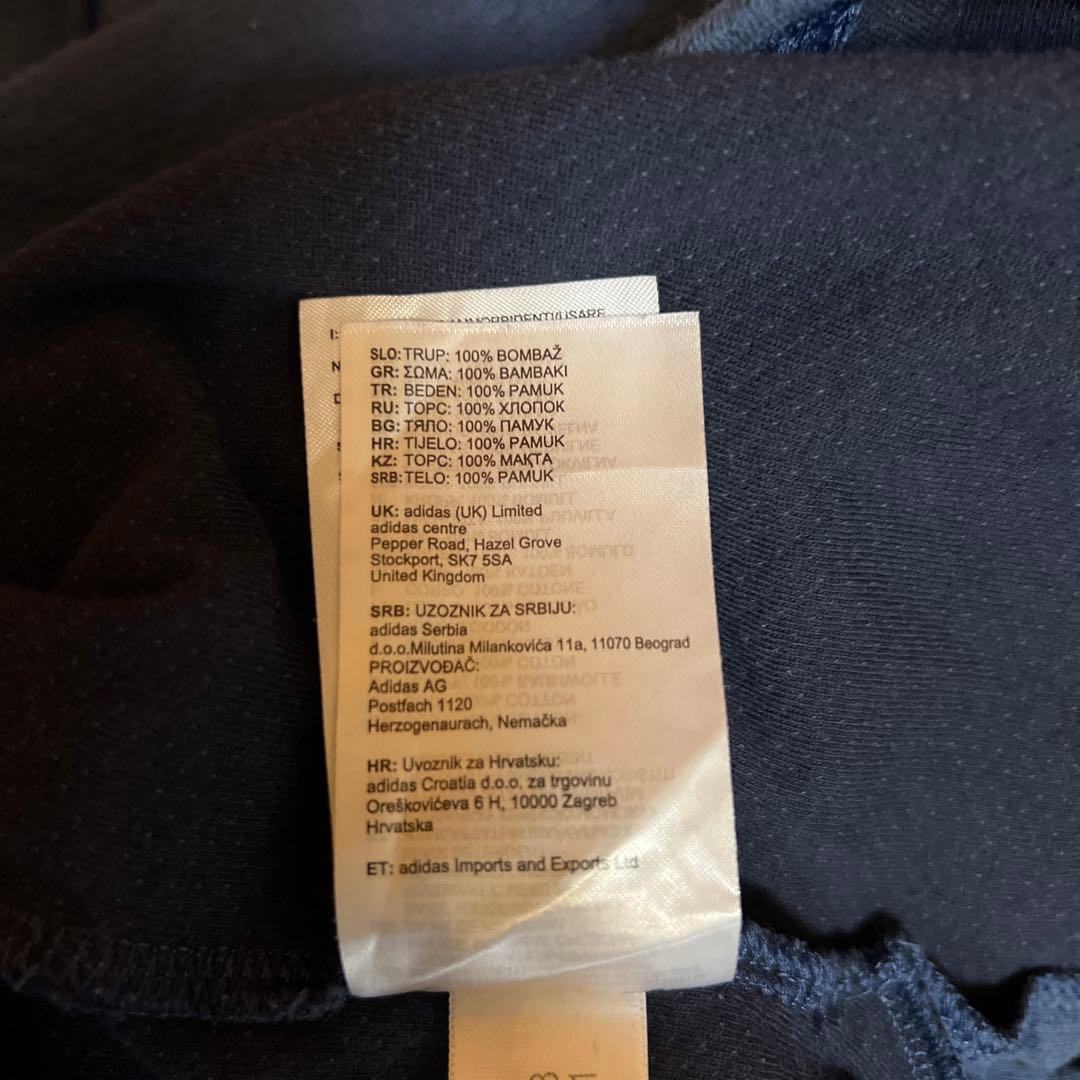 AMMORBIDENTI/USARE
I:
SLO: TRUP: 100% BOMBAŽ
GR: ΣΩΜΑ: 100% ΒΑΜΒΑΚΙ
TR: BEDEN: 100% PAMUK
RU: ТОРС: 100% ХЛОПОК
BG: ТЯЛО: 100% ПАМУК
HR: TIJELO: 100% PAMUK
KZ: ТОРС: 100% МАҚТА
SRB: TELO: 100% PAMUK
UK: adidas (UK) Limited
adidas centre
Pepper Road, Hazel Grove
Stockport, SK7 5SA
United Kingdom
SRB: UZOZNIK ZA SRBIJU:
adidas Serbia
d.o.o.Milutina Milankovića 11a, 11070 Beograd
PROIZVOĐAČ:
Adidas AG
Postfach 1120
Herzogenaurach, Nemačka
HR: Uvoznik za Hrvatsku:
adidas Croatia d.o.o. za trgovinu
Oreškovićeva 6 H, 10000 Zagreb
Hrvatska
ET: adidas Imports and Exports Ltd